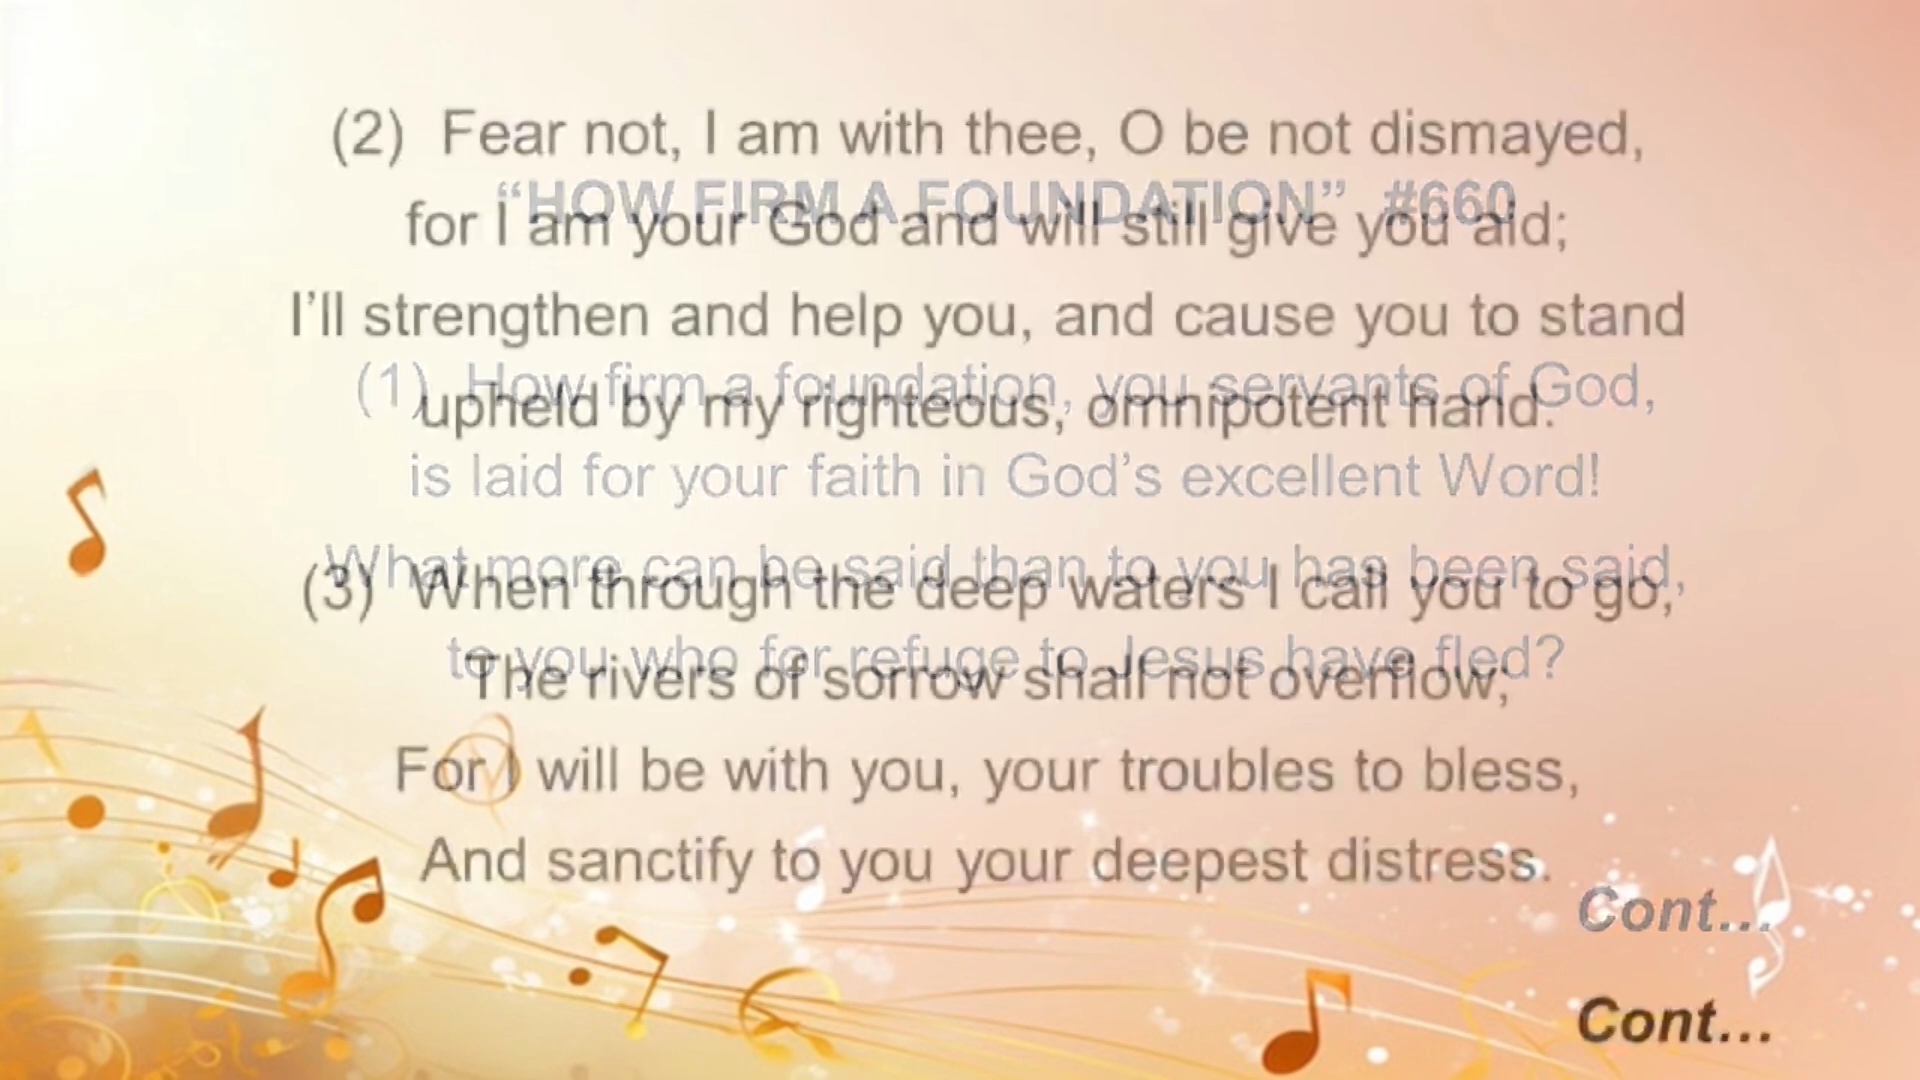 (2) Fear not, I am with thee, O be not dismayed,
“HOW FIRM A FOUNDATION” #660
for I am your God and will still give you aid;
I’ll strengthen and help you, and cause you to stand
(1) How firm a foundation, you servants of God,
upheld by my righteous, omnipotent hand.
is laid for your faith in God’s excellent Word!
What more can be said than to you has been said,
(3) When through the deep waters I call you to go,
to you who for refuge to Jesus have fled?
The rivers of sorrow shall not overflow;
For I will be with you, your troubles to bless,
And sanctify to you your deepest distress.
Cont...
Cont...